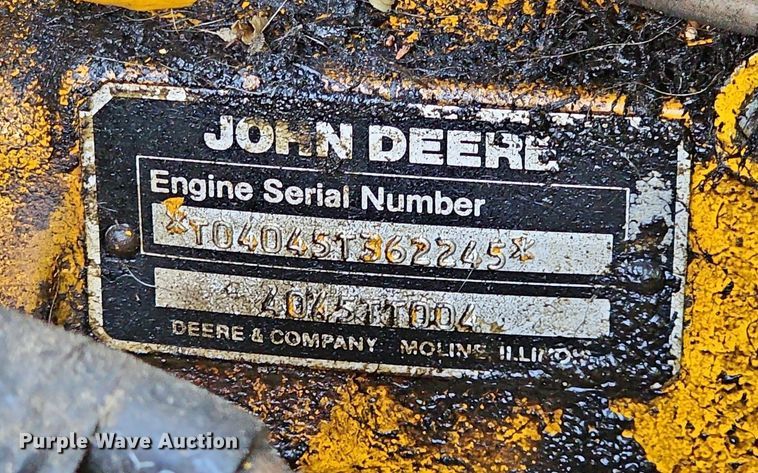 JOHN DEERE
Engine Serial Number
*T04045T362245*
* 4045TT004
DEERE & COMPANY MOLINE ILLINOIS
Purple Wave Auction